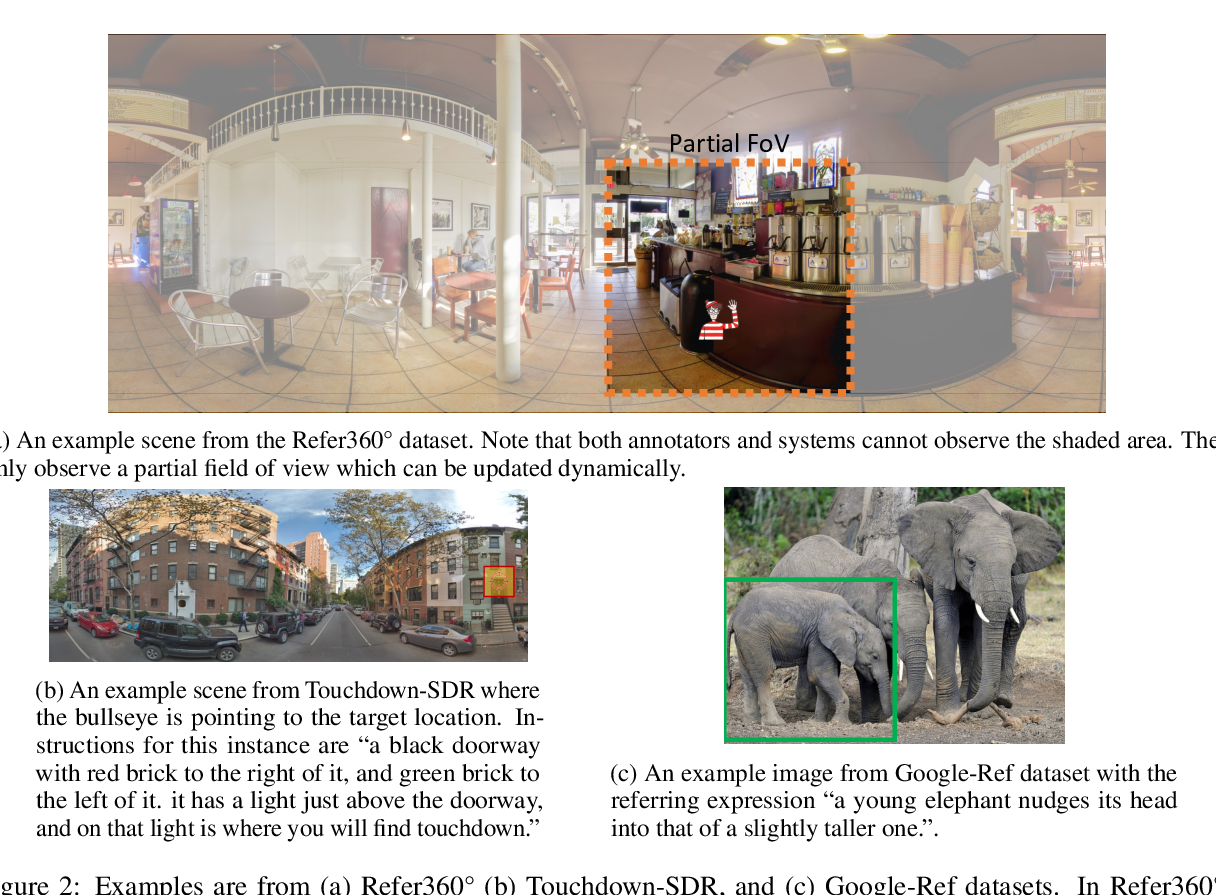 Partial FoV
) An example scene from the Refer360° dataset. Note that both annotators and systems cannot observe the shaded area. The
nly observe a partial field of view which can be updated dynamically.
(b) An example scene from Touchdown-SDR where
the bullseye is pointing to the target location. In-
structions for this instance are “a black doorway
with red brick to the right of it, and green brick to
the left of it. it has a light just above the doorway,
and on that light is where you will find touchdown.”
(c) An example image from Google-Ref dataset with the
referring expression “a young elephant nudges its head
into that of a slightly taller one.”.
gure 2: Examples are from (a) Refer360° (b) Touchdown-SDR, and (c) Google-Ref datasets. In Refer360°